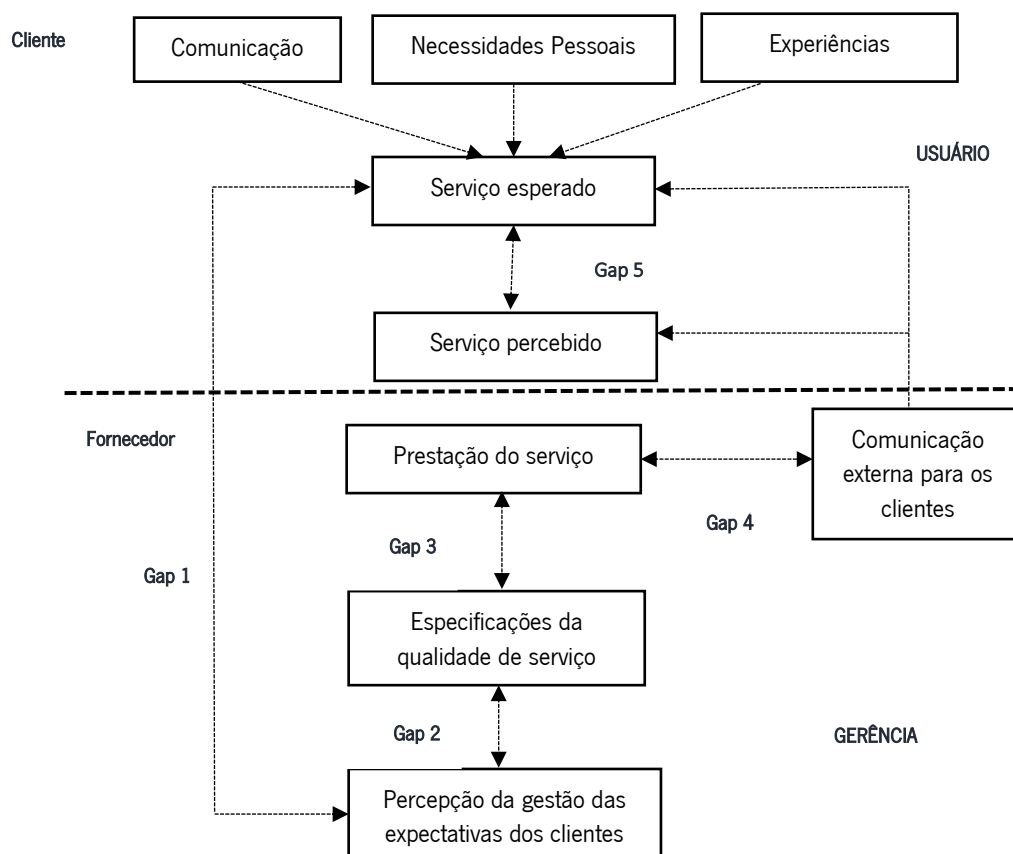 Cliente
Comunicação
Necessidades Pessoais
Experiências
USUÁRIO
Serviço esperado
Gap 5
Serviço percebido
Fornecedor
Prestação do serviço
Comunicação
externa para os
clientes
Gap 4
Gap 3
Gap 1
Especificações da
qualidade de serviço
Gap 2
GERÊNCIA
Percepção da gestão das
expectativas dos clientes